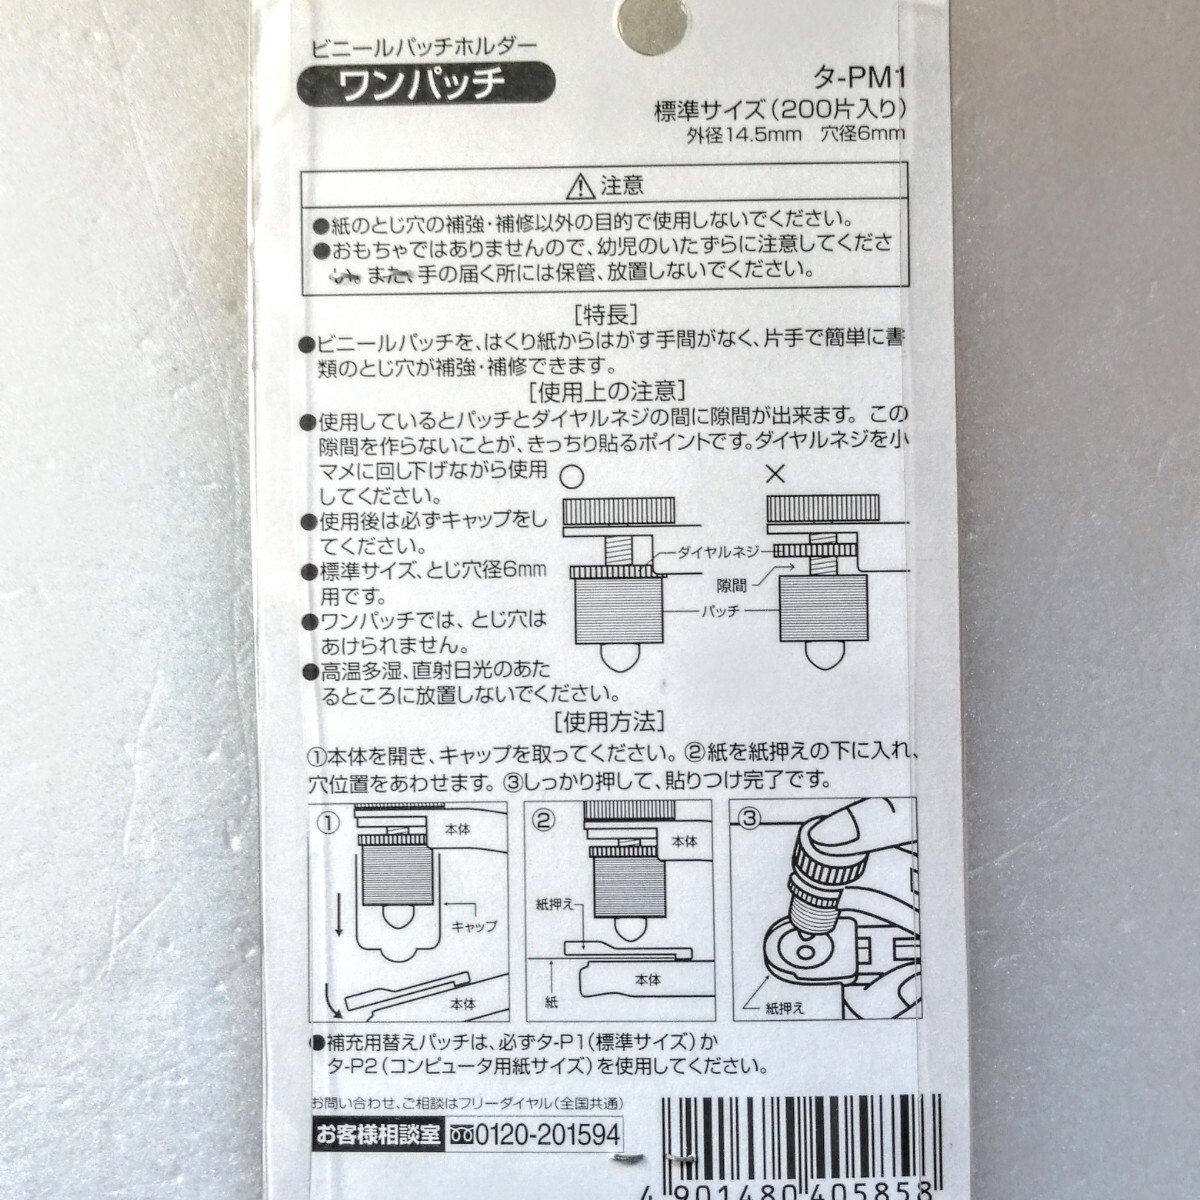 ビニールパッチホルダー
ワンパッチ
タ-PM1
標準サイズ(200片入り)
外径14.5mm 穴径6mm
注意
●紙のとじ穴の補強・補修以外の目的で使用しないでください。
●おもちゃではありませんので、幼児のいたずらに注意してくださ
い。また、手の届く所には保管、放置しないでください。
[特長]
●ビニールパッチを、はくり紙からはがす手間がなく、片手で簡単に書
類のとじ穴が補強・補修できます。
[使用上の注意]
●使用しているとパッチとダイヤルネジの間に隙間が出来ます。この
隙間を作らないことが、きっちり貼るポイントです。ダイヤルネジを小
マメに回し下げながら使用
してください。
●使用後は必ずキャップをし
てください。
●標準サイズ、とじ穴径6mm
用です。
●ワンパッチでは、とじ穴は
あけられません。
●高温多湿、直射日光のあた
るところに放置しないでください。
○
×
ダイヤルネジ
隙間
パッチ
[使用方法]
①本体を開き、キャップを取ってください。②紙を紙押えの下に入れ、
穴位置をあわせます。③しっかり押して、貼りつけ完了です。
①
本体
キャップ
本体
②
本体
紙押え
本体
紙
③
紙押え
●補充用替えパッチは、必ずタ-P1(標準サイズ)か
タ-P2(コンピュータ用紙サイズ)を使用してください。
お問い合わせ、ご相談はフリーダイヤル(全国共通)
お客様相談室 0120-201594
4 901480 405858